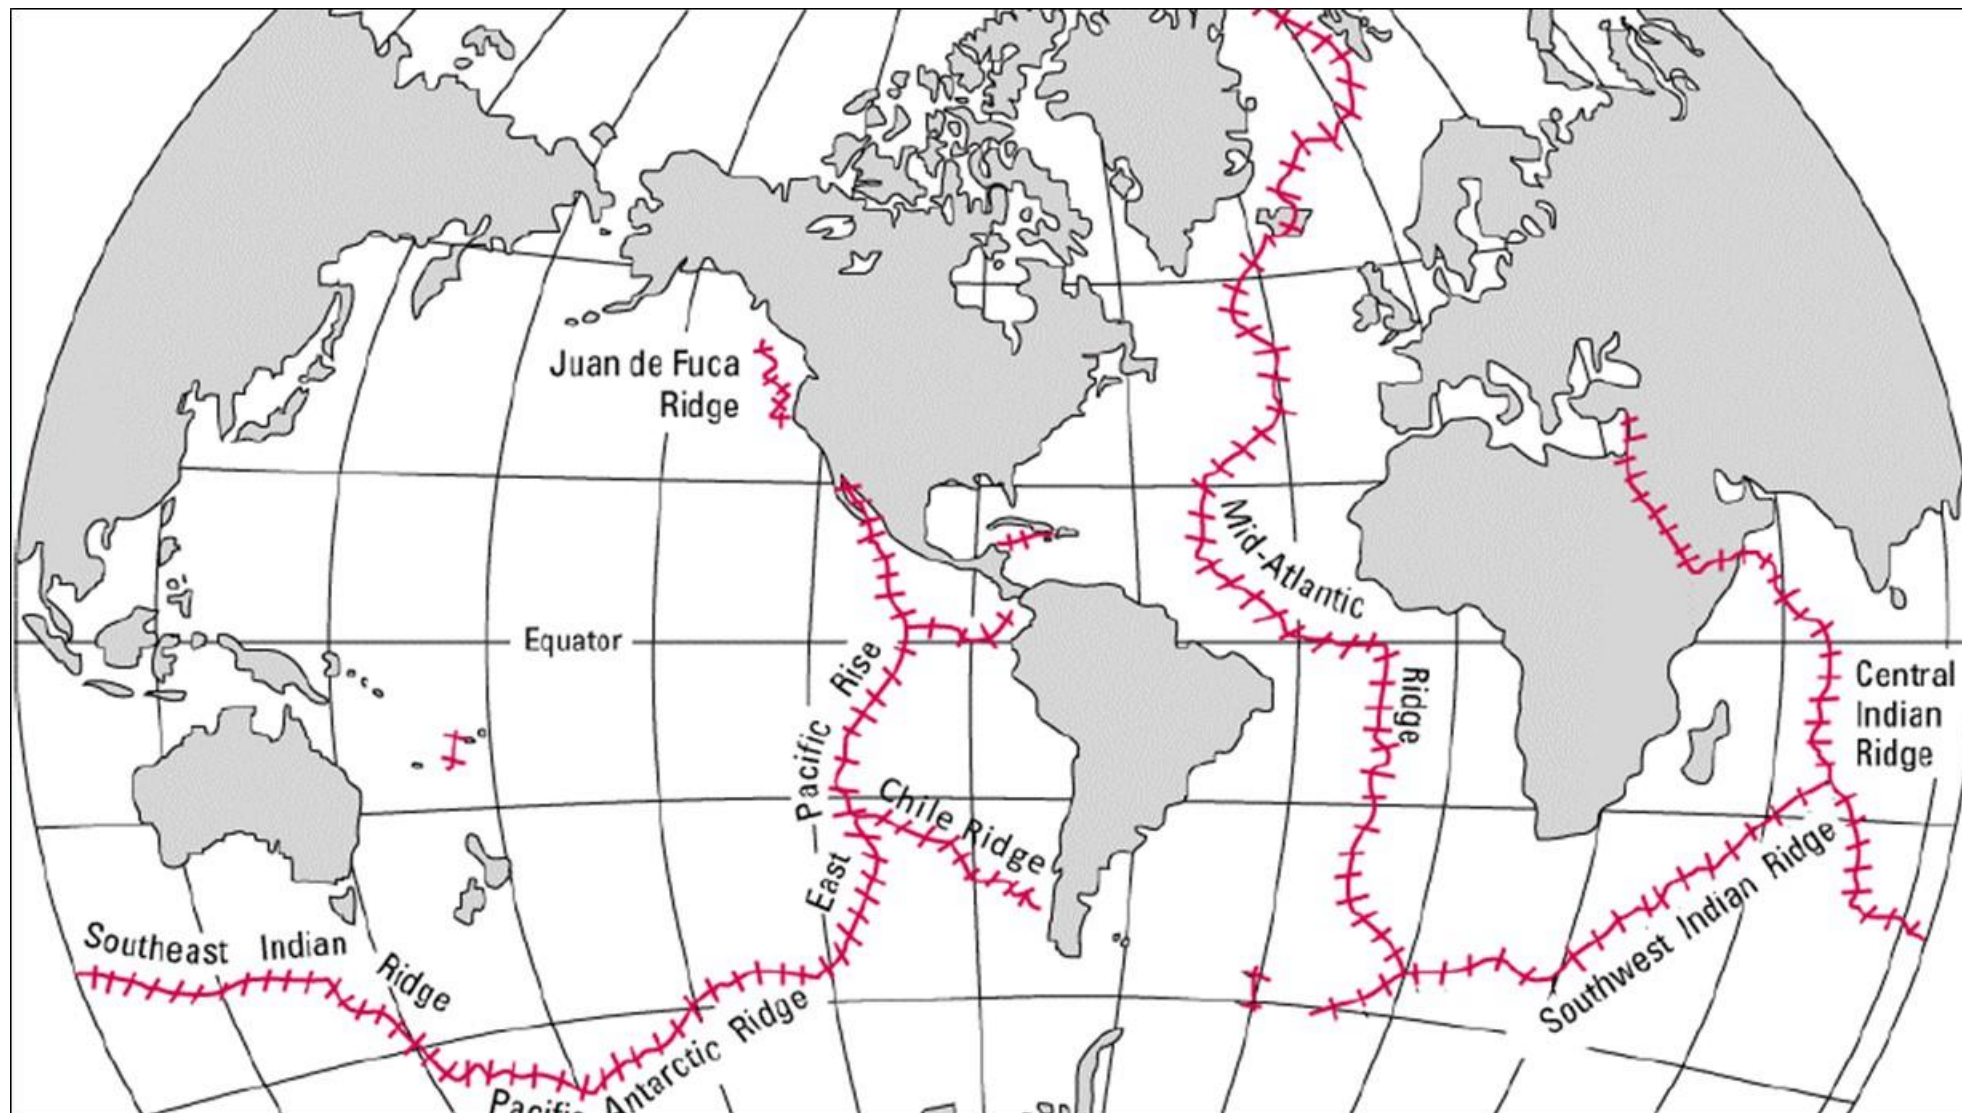 Juan de Fuca
Ridge
Mid-Atlantic
Ridge
Equator
East Pacific Rise
Chile Ridge
Central
Indian
Ridge
Southwest Indian Ridge
Southeast Indian Ridge
Pacific Antarctic Ridge